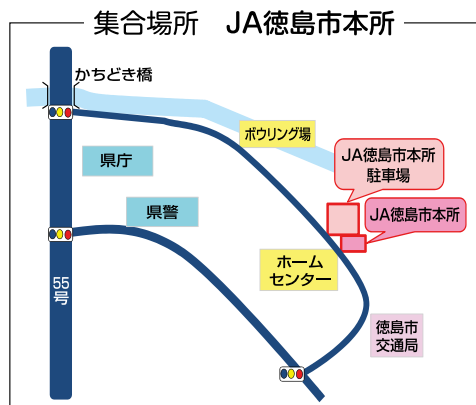 集合場所 JA徳島市本所
かちどき橋
ボウリング場
県庁
JA徳島市本所
駐車場
県警
JA徳島市本所
ホーム
センター
55号
徳島市
交通局